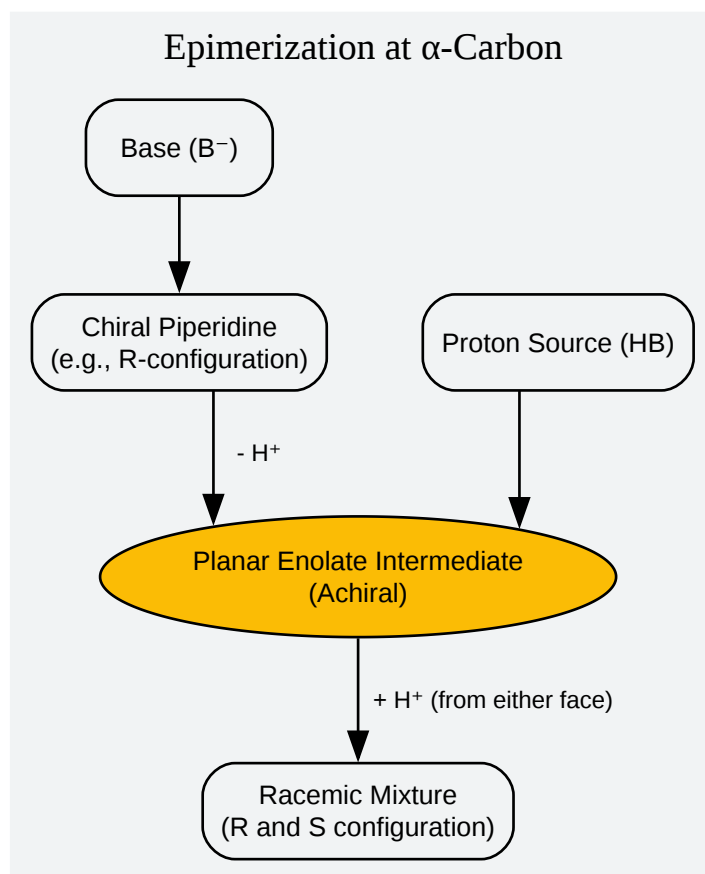 Epimerization at α-Carbon
Base (B⁻)
Chiral Piperidine
(e.g., R-configuration)
Proton Source (HB)
- H⁺
Planar Enolate Intermediate
(Achiral)
+ H⁺ (from either face)
Racemic Mixture
(R and S configuration)